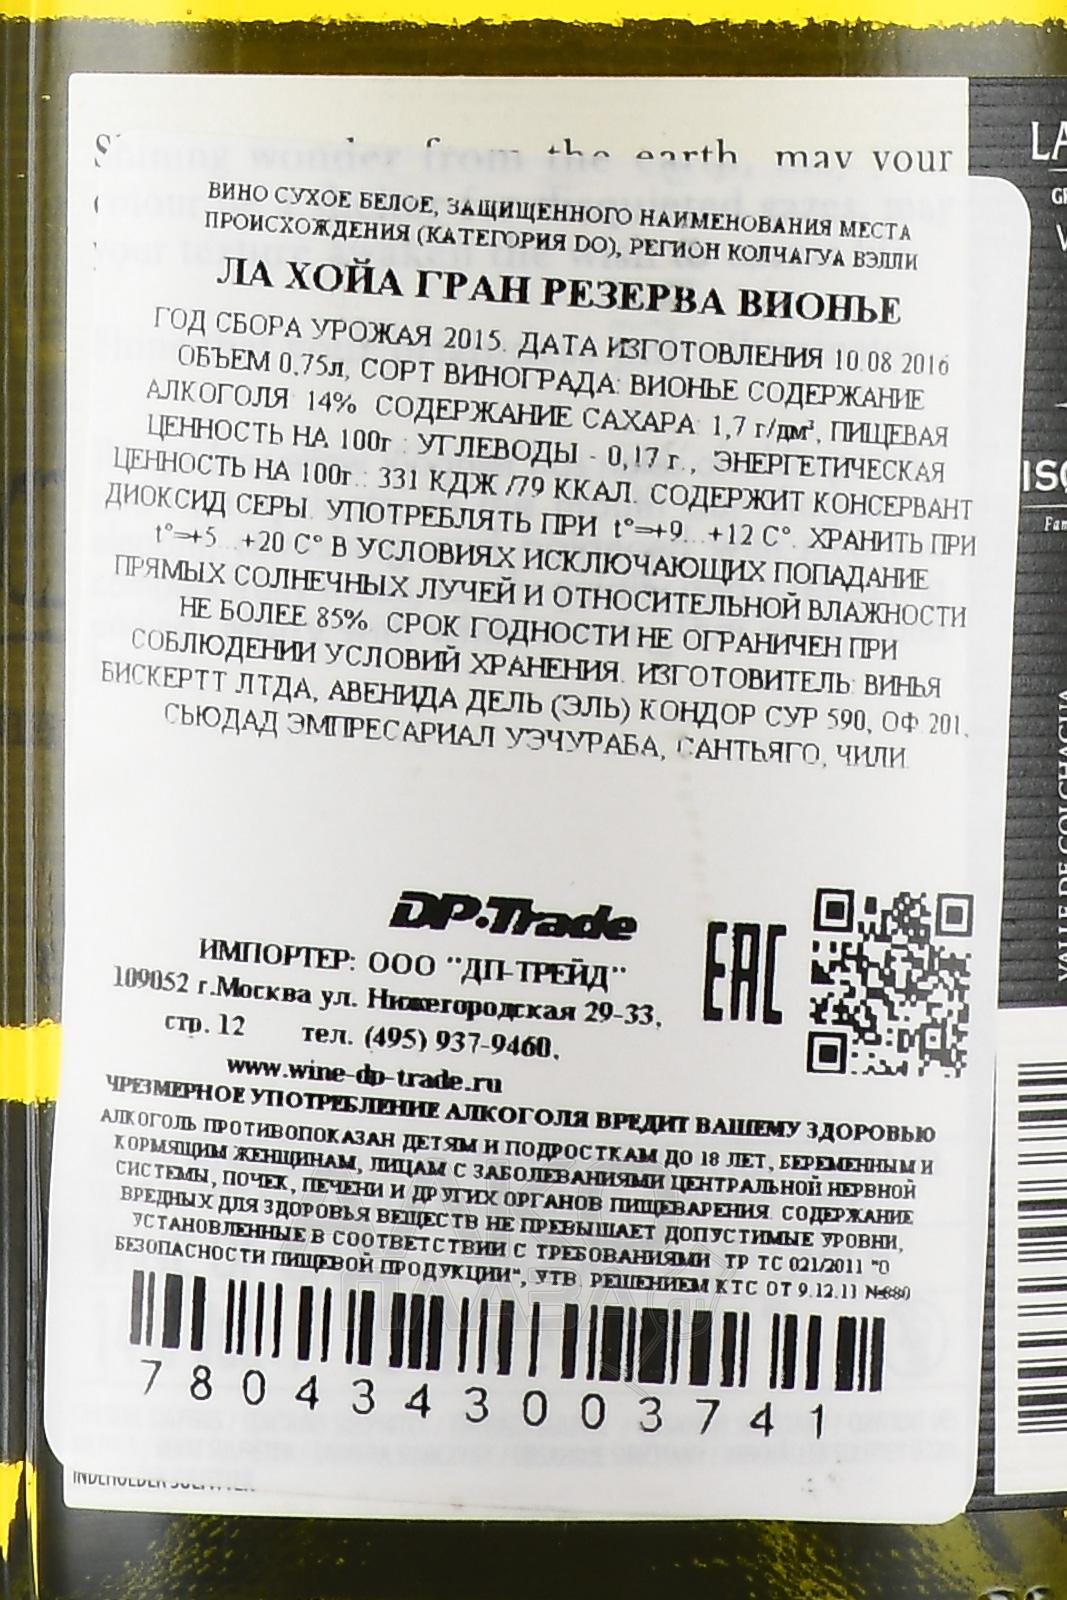 from the earth, may your
ВИНО СУХОЕ БЕЛОЕ, ЗАЩИЩЕННОГО НАИМЕНОВАНИЯ МЕСТА
ПРОИСХОЖДЕНИЯ (КАТЕГОРИЯ DO), РЕГИОН КОЛЧАГУА ВЭЛЛИ
ЛА ХОЙА ГРАН РЕЗЕРВА ВИОНЬЕ
ГОД СБОРА УРОЖАЯ 2015. ДАТА ИЗГОТОВЛЕНИЯ 10.08.2016
ОБЪЕМ 0,75л, СОРТ ВИНОГРАДА: ВИОНЬЕ СОДЕРЖАНИЕ
АЛКОГОЛЯ: 14%. СОДЕРЖАНИЕ САХАРА: 1,7 г/дм³, ПИЩЕВАЯ
ЦЕННОСТЬ НА 100г.: УГЛЕВОДЫ - 0,17 г., ЭНЕРГЕТИЧЕСКАЯ
ЦЕННОСТЬ НА 100г.: 331 КДЖ /79 ККАЛ. СОДЕРЖИТ КОНСЕРВАНТ
ДИОКСИД СЕРЫ. УПОТРЕБЛЯТЬ ПРИ t°=+9...+12 C°. ХРАНИТЬ ПРИ
t°=+5...+20 C° В УСЛОВИЯХ ИСКЛЮЧАЮЩИХ ПОПАДАНИЕ
ПРЯМЫХ СОЛНЕЧНЫХ ЛУЧЕЙ И ОТНОСИТЕЛЬНОЙ ВЛАЖНОСТИ
НЕ БОЛЕЕ 85%. СРОК ГОДНОСТИ НЕ ОГРАНИЧЕН ПРИ
СОБЛЮДЕНИИ УСЛОВИЙ ХРАНЕНИЯ. ИЗГОТОВИТЕЛЬ: ВИНЬЯ
БИСКЕРТТ ЛТДА, АВЕНИДА ДЕЛЬ (ЭЛЬ) КОНДОР СУР 590, ОФ.201,
СЬЮДАД ЭМПРЕСАРИАЛ УЭЧУРАБА, САНТЬЯГО, ЧИЛИ.
DP-Trade
ИМПОРТЕР: ООО "ДП-ТРЕЙД"
109052 г.Москва ул. Нижегородская 29-33,
стр. 12 тел. (495) 937-9460,
www.wine-dp-trade.ru
EAC
ЧРЕЗМЕРНОЕ УПОТРЕБЛЕНИЕ АЛКОГОЛЯ ВРЕДИТ ВАШЕМУ ЗДОРОВЬЮ
АЛКОГОЛЬ ПРОТИВОПОКАЗАН ДЕТЯМ И ПОДРОСТКАМ ДО 18 ЛЕТ, БЕРЕМЕННЫМ И
КОРМЯЩИМ ЖЕНЩИНАМ, ЛИЦАМ С ЗАБОЛЕВАНИЯМИ ЦЕНТРАЛЬНОЙ НЕРВНОЙ
СИСТЕМЫ, ПОЧЕК, ПЕЧЕНИ И ДРУГИХ ОРГАНОВ ПИЩЕВАРЕНИЯ. СОДЕРЖАНИЕ
ВРЕДНЫХ ДЛЯ ЗДОРОВЬЯ ВЕЩЕСТВ НЕ ПРЕВЫШАЕТ ДОПУСТИМЫЕ УРОВНИ,
УСТАНОВЛЕННЫЕ В СООТВЕТСТВИИ С ТРЕБОВАНИЯМИ ТР ТС 021/2011 "О
БЕЗОПАСНОСТИ ПИЩЕВОЙ ПРОДУКЦИИ", УТВ. РЕШЕНИЕМ КТС ОТ 9.12.11 №880
7804343003741
LA
VALLE DE COLCHAGUA